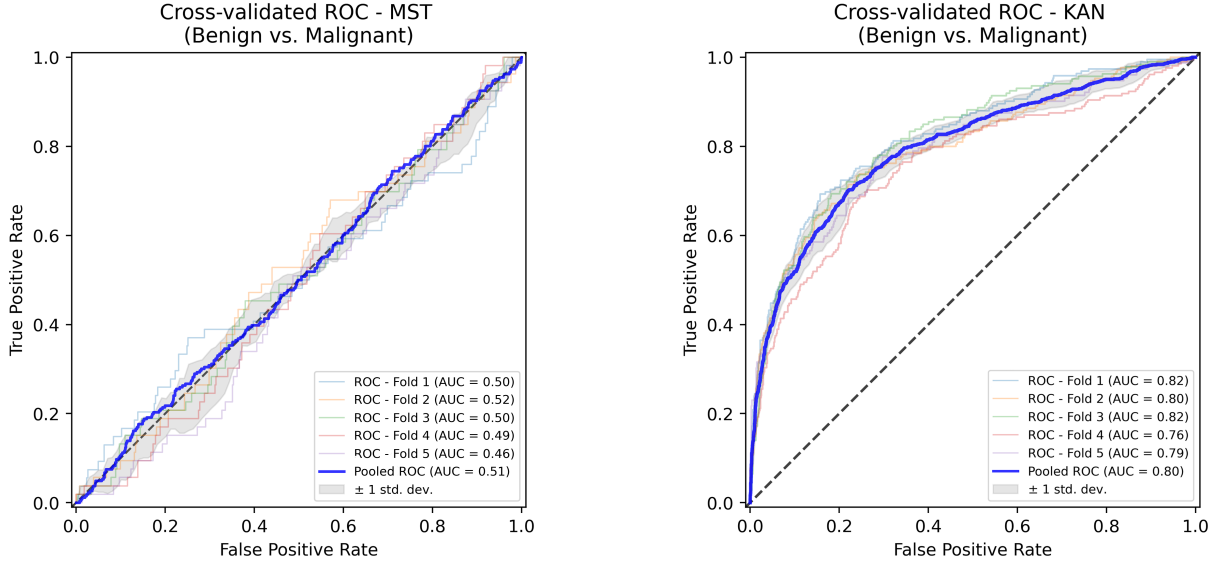 Cross-validated ROC - MST
(Benign vs. Malignant)
True Positive Rate
1.0
0.8
0.6
0.4
0.2
0.0
ROC - Fold 1 (AUC = 0.50)
ROC - Fold 2 (AUC = 0.52)
ROC - Fold 3 (AUC = 0.50)
ROC - Fold 4 (AUC = 0.49)
ROC - Fold 5 (AUC = 0.46)
Pooled ROC (AUC = 0.51)
± 1 std. dev.
0.0 0.2 0.4 0.6 0.8 1.0
False Positive Rate
Cross-validated ROC - KAN
(Benign vs. Malignant)
True Positive Rate
1.0
0.8
0.6
0.4
0.2
0.0
ROC - Fold 1 (AUC = 0.82)
ROC - Fold 2 (AUC = 0.80)
ROC - Fold 3 (AUC = 0.82)
ROC - Fold 4 (AUC = 0.76)
ROC - Fold 5 (AUC = 0.79)
Pooled ROC (AUC = 0.80)
± 1 std. dev.
0.0 0.2 0.4 0.6 0.8 1.0
False Positive Rate